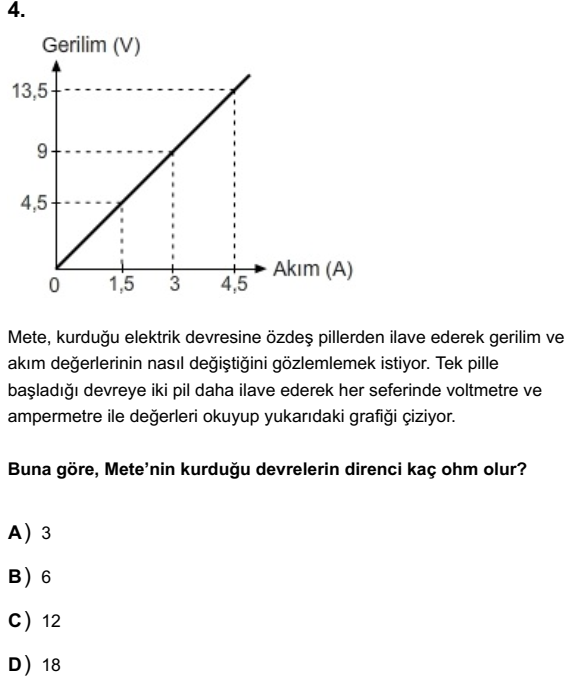 4.
Gerilim (V)
13,5
9
4,5
0
1,5
3
4,5
Akım (A)
Mete, kurduğu elektrik devresine özdeş pillerden ilave ederek gerilim ve
akım değerlerinin nasıl değiştiğini gözlemlemek istiyor. Tek pille
başladığı devreye iki pil daha ilave ederek her seferinde voltmetre ve
ampermetre ile değerleri okuyup yukarıdaki grafiği çiziyor.
Buna göre, Mete’nin kurduğu devrelerin direnci kaç ohm olur?
A) 3
B) 6
C) 12
D) 18